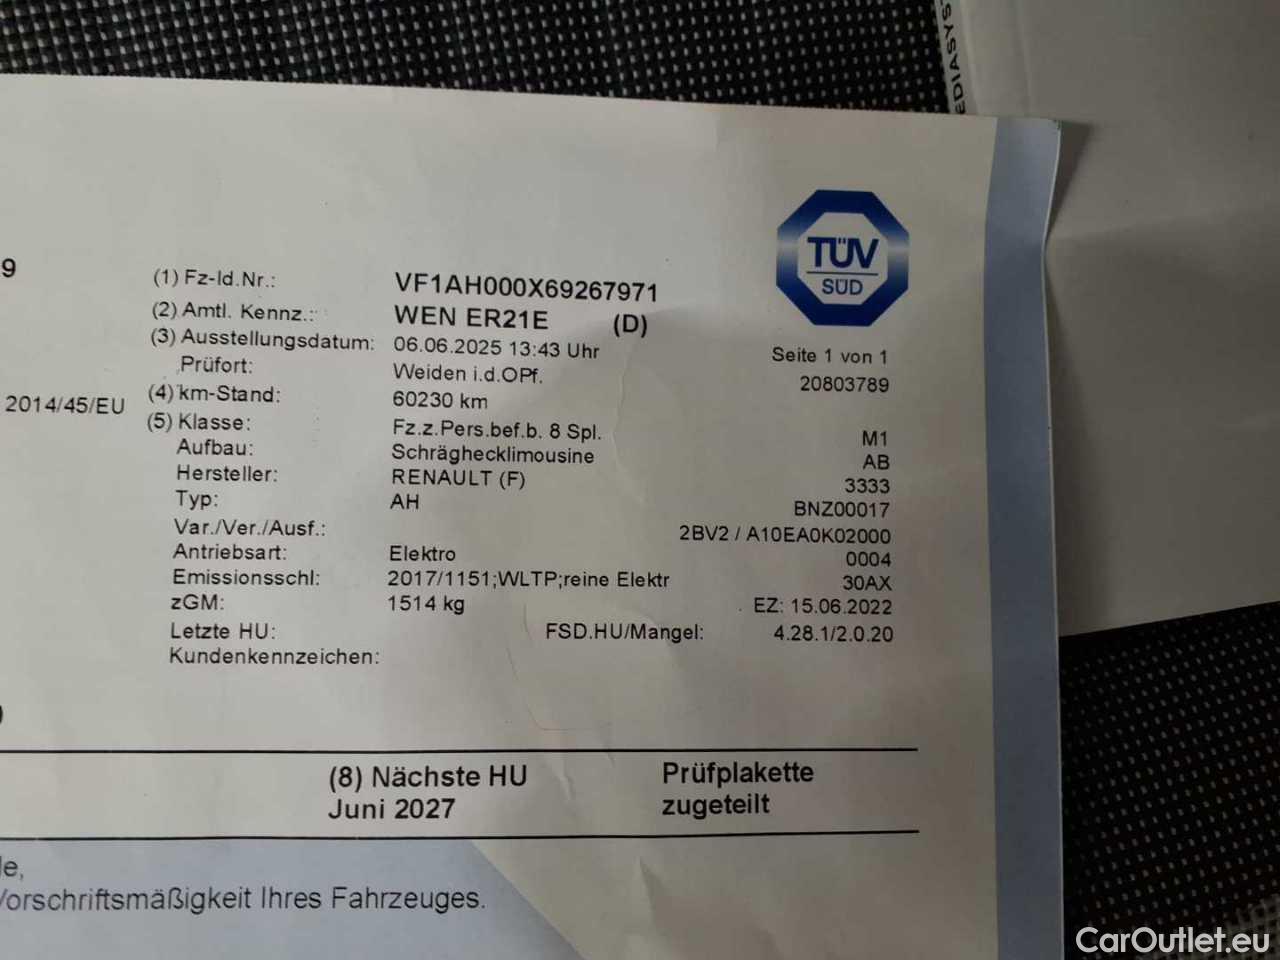 EDIASYS
TÜV
SÜD
9
(1) Fz-Id.Nr.: VF1AH000X69267971
(2) Amtl. Kennz.: WEN ER21E (D)
(3) Ausstellungsdatum: 06.06.2025 13:43 Uhr Seite 1 von 1
Prüfort: Weiden i.d.OPf. 20803789
2014/45/EU (4) km-Stand: 60230 km
(5) Klasse: Fz.z.Pers.bef.b. 8 Spl. M1
Aufbau: Schräghecklimousine AB
Hersteller: RENAULT (F) 3333
Typ: AH BNZ00017
Var./Ver./Ausf.: 2BV2 / A10EA0K02000
Antriebsart: Elektro 0004
Emissionsschl: 2017/1151;WLTP;reine Elektr 30AX
zGM: 1514 kg EZ: 15.06.2022
Letzte HU: FSD.HU/Mangel: 4.28.1/2.0.20
Kundenkennzeichen:
)
(8) Nächste HU Prüfplakette
Juni 2027 zugeteilt
le,
Vorschriftsmäßigkeit Ihres Fahrzeuges.
CarOutlet.eu